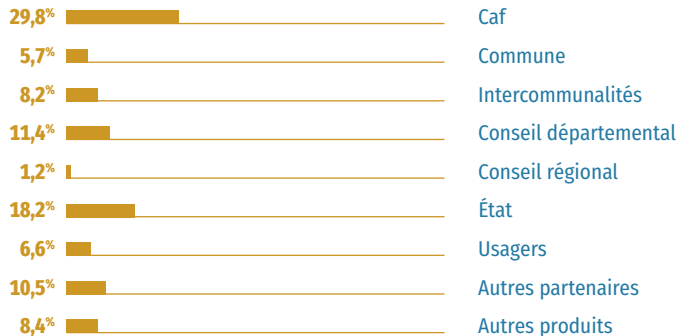 29,8% Caf
5,7% Commune
8,2% Intercommunalités
11,4% Conseil départemental
1,2% Conseil régional
18,2% État
6,6% Usagers
10,5% Autres partenaires
8,4% Autres produits